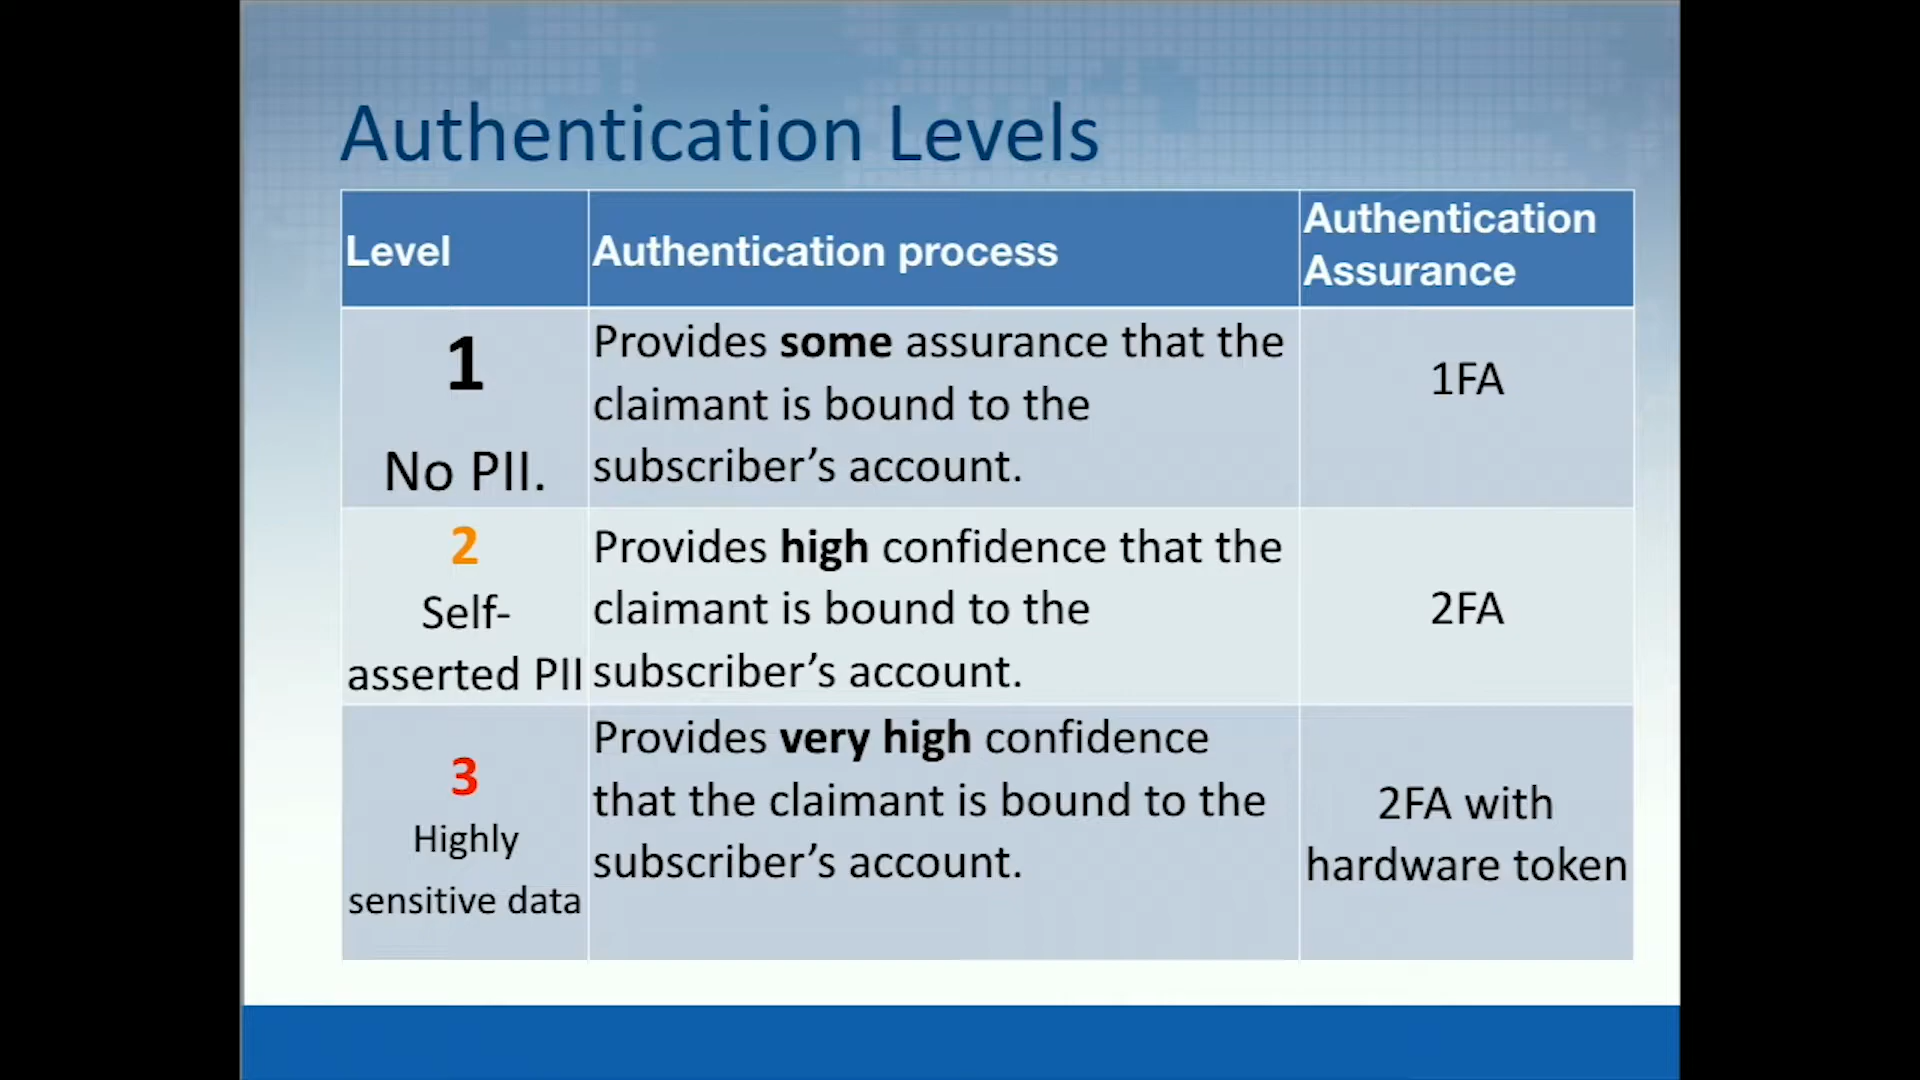 Authentication Levels
Level
Authentication process
Authentication
Assurance
1
No PII.
Provides some assurance that the
claimant is bound to the
subscriber’s account.
1FA
2
Self-
asserted PII
Provides high confidence that the
claimant is bound to the
subscriber’s account.
2FA
3
Highly
sensitive data
Provides very high confidence
that the claimant is bound to the
subscriber’s account.
2FA with
hardware token